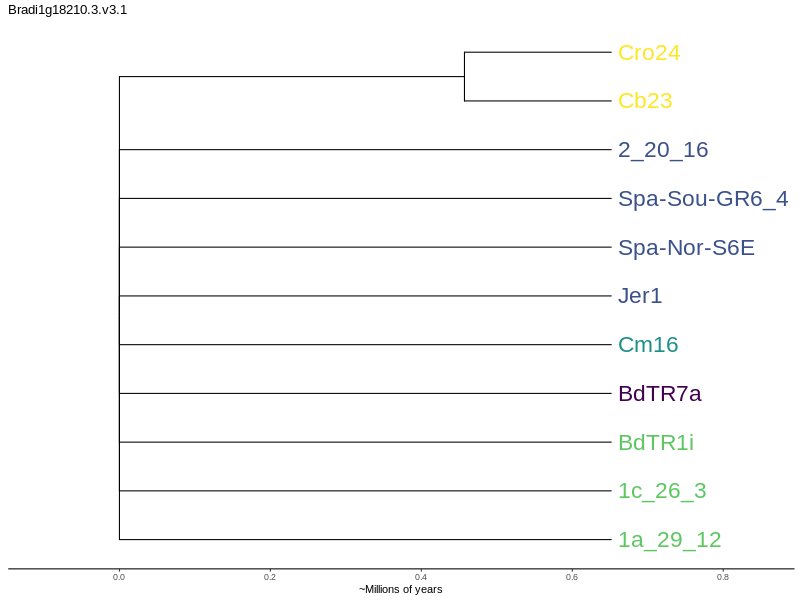 Bradi1g18210.3.v3.1
Cro24
Cb23
2_20_16
Spa-Sou-GR6_4
Spa-Nor-S6E
Jer1
Cm16
BdTR7a
BdTR1i
1c_26_3
1a_29_12
0.0 0.2 0.4 0.6 0.8
~Millions of years